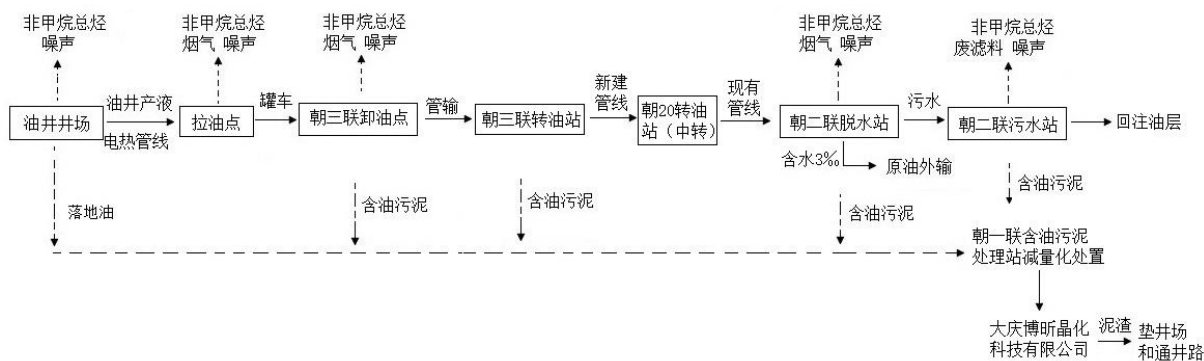 非甲烷总烃
噪声
非甲烷总烃
烟气 噪声
非甲烷总烃
烟气 噪声
非甲烷总烃
烟气 噪声
非甲烷总烃
废滤料 噪声
油井井场
油井产液
电热管线
拉油点
罐车
朝三联卸油点
管输
朝三联转油站
新建
管线
朝20转油
站（中转）
现有
管线
朝二联脱水站
污水
朝二联污水站
回注油层
含水3‰
原油外输
落地油
含油污泥
含油污泥
含油污泥
含油污泥
朝一联含油污泥
处理站减量化处置
大庆博昕晶化
科技有限公司
泥渣
垫井场
和通井路